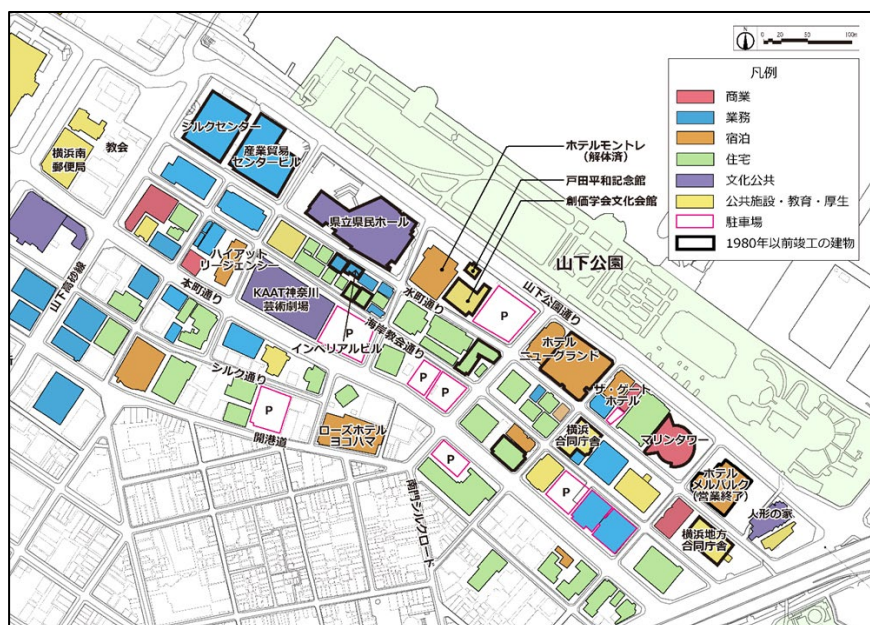 0 20 50 100m
凡例
商業
業務
宿泊
住宅
文化公共
公共施設・教育・厚生
駐車場
1980年以前竣工の建物
シルクセンター
産業貿易
センタービル
教会
横浜南
郵便局
県立県民ホール
ホテルモントレ
(解体済)
戸田平和記念館
創価学会文化会館
山下公園
山下公園通り
水町通り
ハイアット
リージェンシー
本町通り
山下高砂線
KAAT神奈川
芸術劇場
海岸教会通り
インペリアルビル
P
シルク通り
ホテル
ニューグランド
ザ・ゲート
ホテル
P
P
マリンタワー
P
開港道
ローズホテル
ヨコハマ
横浜
合同庁舎
P
P
ホテル
メルパルク
(営業終了)
人形の家
南門シルクロード
横浜地方
合同庁舎